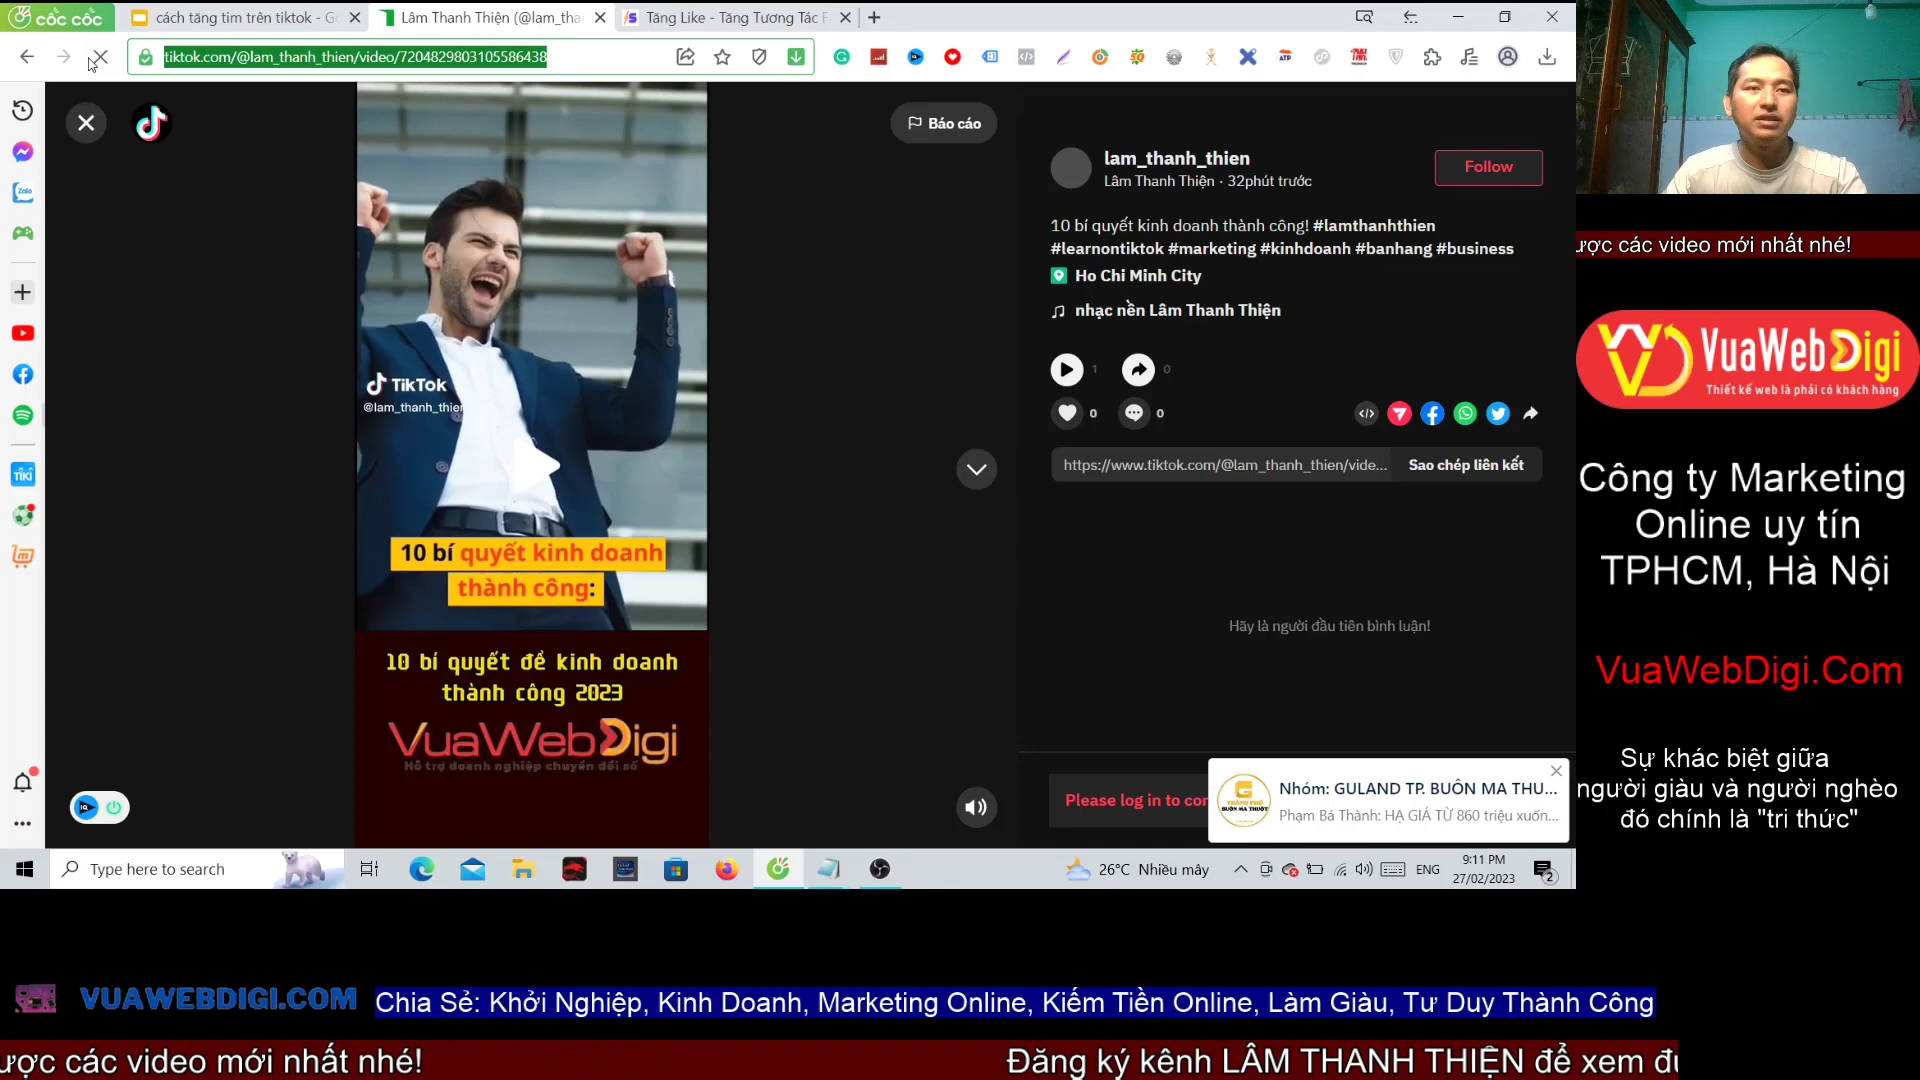 cốc cốc
cách tăng tim trên tiktok - Go
Lâm Thanh Thiện (@lam_tha
Tăng Like - Tăng Tương Tác F
tiktok.com/@lam_thanh_thien/video/7204829803105586438
Báo cáo
lam_thanh_thien
Lâm Thanh Thiện · 32phút trước
Follow
10 bí quyết kinh doanh thành công! #lamthanhthien
#learnontiktok #marketing #kinhdoanh #banhang #business
Ho Chi Minh City
nhạc nền Lâm Thanh Thiện
1
0
0
0
https://www.tiktok.com/@lam_thanh_thien/vide...
Sao chép liên kết
Hãy là người đầu tiên bình luận!
TikTok
@lam_thanh_thien
10 bí quyết kinh doanh
thành công:
10 bí quyết để kinh doanh
thành công 2023
VuaWebDigi
Hỗ trợ doanh nghiệp chuyển đổi số
Please log in to cor
Nhóm: GULAND TP. BUÔN MA THU...
Phạm Bá Thành: HẠ GIÁ TỪ 860 triệu xuốn...
Zalo
TIKI
Type here to search
26°C Nhiều mây
ENG
9:11 PM
27/02/2023
2
ược các video mới nhất nhé!
VuaWebDigi
Thiết kế web là phải có khách hàng
Công ty Marketing
Online uy tín
TPHCM, Hà Nội
VuaWebDigi.Com
Sự khác biệt giữa
người giàu và người nghèo
đó chính là "tri thức"
VUAWEBDIGI.COM
Chia Sẻ: Khởi Nghiệp, Kinh Doanh, Marketing Online, Kiếm Tiền Online, Làm Giàu, Tư Duy Thành Công
ược các video mới nhất nhé!
Đăng ký kênh LÂM THANH THIỆN để xem đư